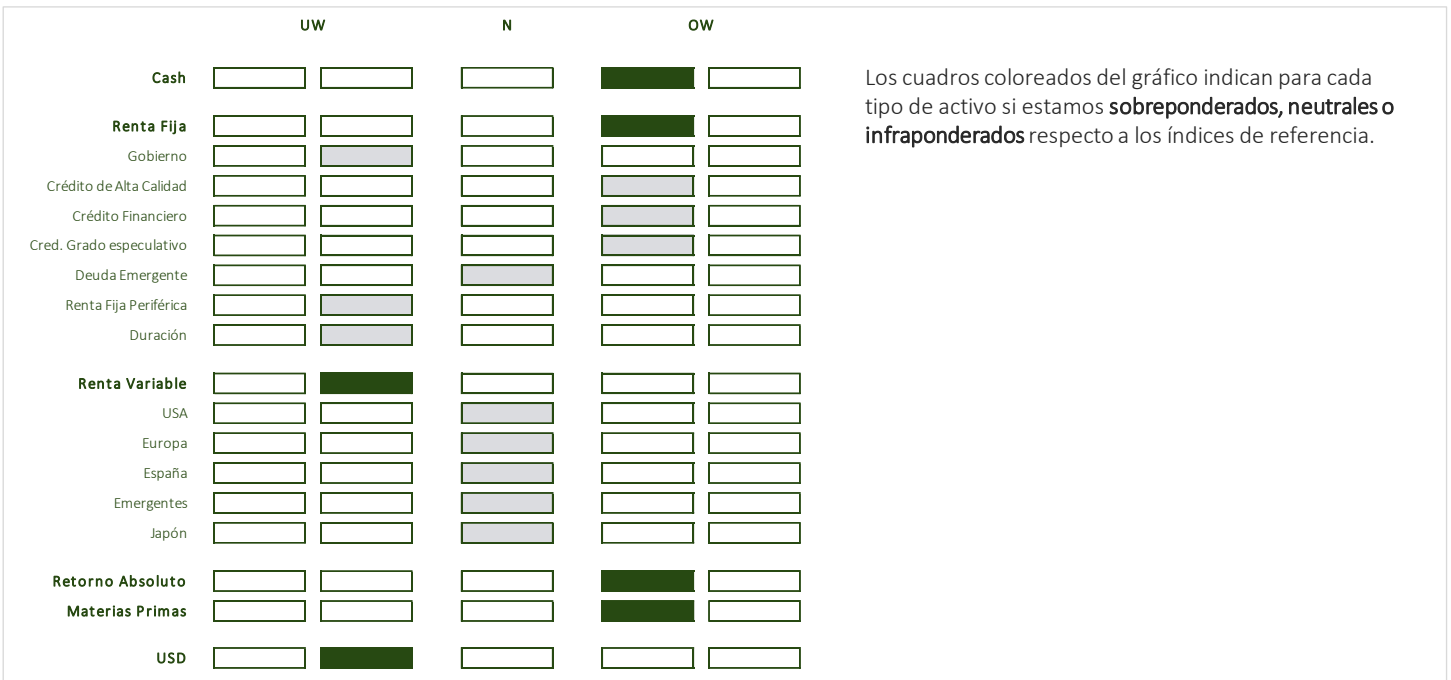 UW N OW
Cash
Renta Fija
Gobierno
Crédito de Alta Calidad
Crédito Financiero
Cred. Grado especulativo
Deuda Emergente
Renta Fija Periférica
Duración
Renta Variable
USA
Europa
España
Emergentes
Japón
Retorno Absoluto
Materias Primas
USD
Los cuadros coloreados del gráfico indican para cada
tipo de activo si estamos sobreponderados, neutrales o
infraponderados respecto a los índices de referencia.